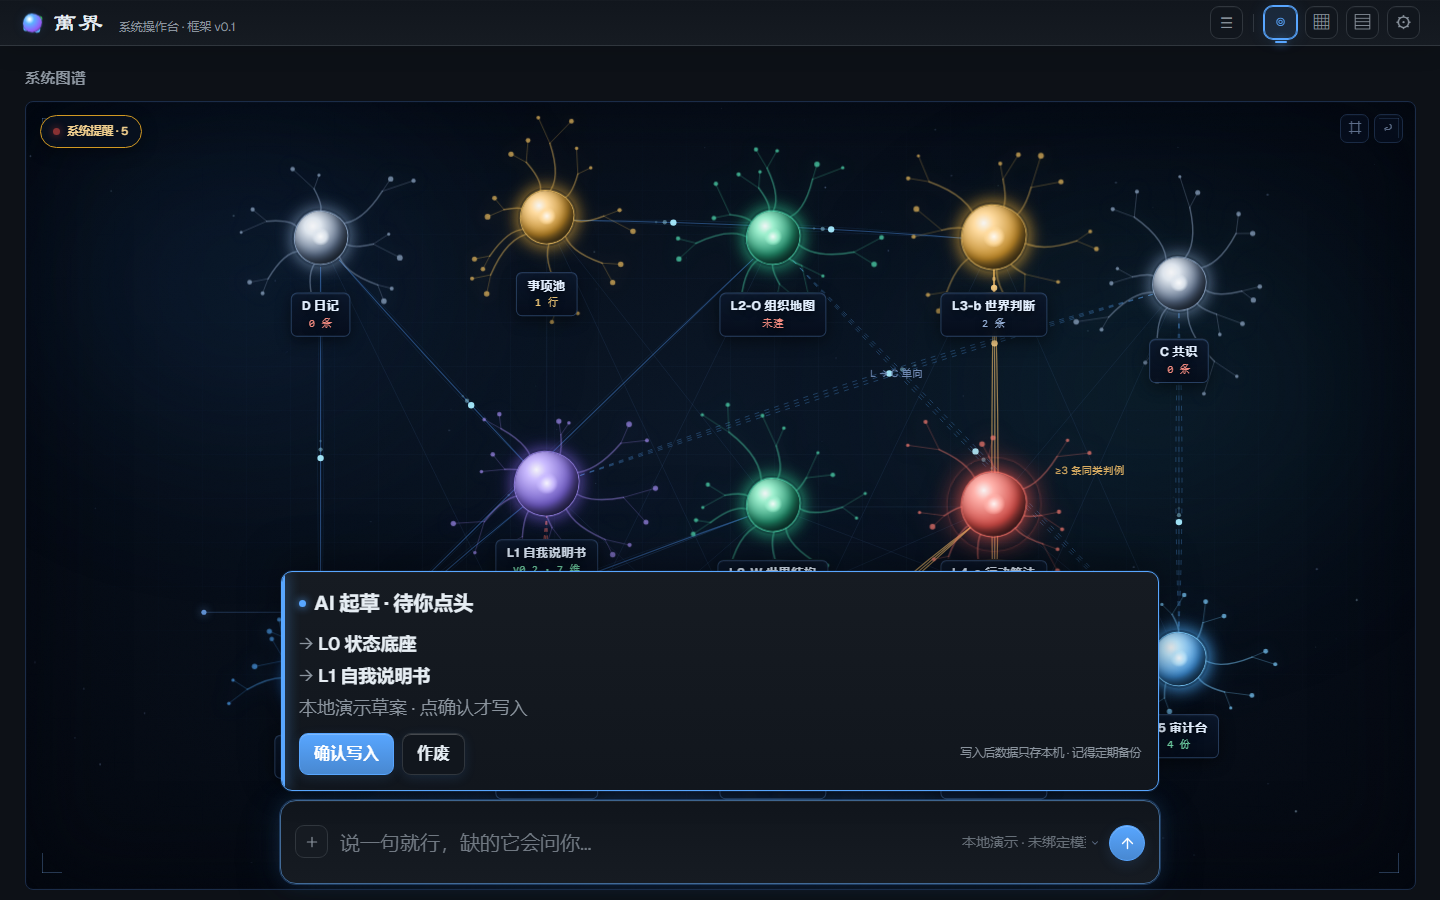 萬界
系统操作台 · 框架 v0.1
系统图谱
系统提醒 · 5
D 日记
0 条
事项池
1 行
L2-O 组织地图
未建
L3-b 世界判断
2 条
C 共识
0 条
单向
≥3 条同类判例
L1 自我说明书
v0.2 · 7 维
AI 起草 · 待你点头
→ L0 状态底座
→ L1 自我说明书
本地演示草案 · 点确认才写入
确认写入
作废
写入后数据只存本机 · 记得定期备份
5 审计台
4 份
说一句就行，缺的它会问你...
本地演示 · 未绑定模